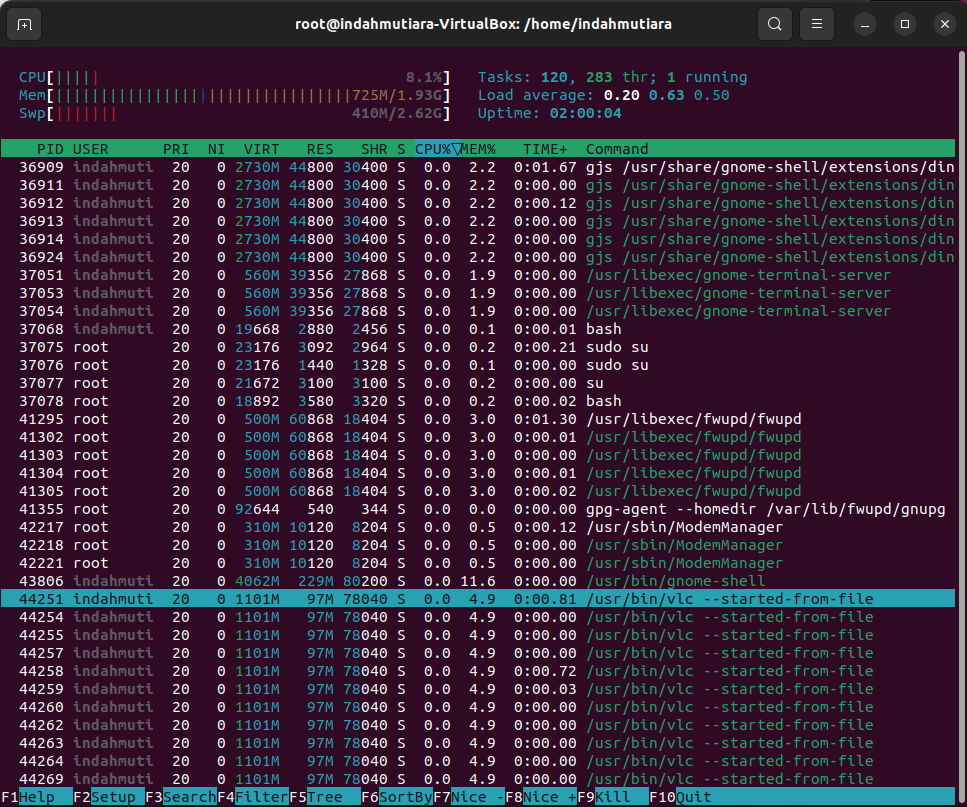 root@indahmutiara-VirtualBox: /home/indahmutiara
CPU[||||| 8.1%] Tasks: 120, 283 thr; 1 running
Mem[|||||||||||||||||||||||||||||||||725M/1.93G] Load average: 0.20 0.63 0.50
Swp[||||||| 410M/2.62G] Uptime: 02:00:04
PID USER PRI NI VIRT RES SHR S CPU%▽MEM% TIME+ Command
36909 indahmuti 20 0 2730M 44800 30400 S 0.0 2.2 0:01.67 gjs /usr/share/gnome-shell/extensions/din
36911 indahmuti 20 0 2730M 44800 30400 S 0.0 2.2 0:00.00 gjs /usr/share/gnome-shell/extensions/din
36912 indahmuti 20 0 2730M 44800 30400 S 0.0 2.2 0:00.12 gjs /usr/share/gnome-shell/extensions/din
36913 indahmuti 20 0 2730M 44800 30400 S 0.0 2.2 0:00.00 gjs /usr/share/gnome-shell/extensions/din
36914 indahmuti 20 0 2730M 44800 30400 S 0.0 2.2 0:00.00 gjs /usr/share/gnome-shell/extensions/din
36924 indahmuti 20 0 2730M 44800 30400 S 0.0 2.2 0:00.00 gjs /usr/share/gnome-shell/extensions/din
37051 indahmuti 20 0 560M 39356 27868 S 0.0 1.9 0:00.00 /usr/libexec/gnome-terminal-server
37053 indahmuti 20 0 560M 39356 27868 S 0.0 1.9 0:00.00 /usr/libexec/gnome-terminal-server
37054 indahmuti 20 0 560M 39356 27868 S 0.0 1.9 0:00.00 /usr/libexec/gnome-terminal-server
37068 indahmuti 20 0 19668 2880 2456 S 0.0 0.1 0:00.01 bash
37075 root 20 0 23176 3092 2964 S 0.0 0.2 0:00.21 sudo su
37076 root 20 0 23176 1440 1328 S 0.0 0.1 0:00.00 sudo su
37077 root 20 0 21672 3100 3100 S 0.0 0.2 0:00.00 su
37078 root 20 0 18892 3580 3320 S 0.0 0.2 0:00.02 bash
41295 root 20 0 500M 60868 18404 S 0.0 3.0 0:01.30 /usr/libexec/fwupd/fwupd
41302 root 20 0 500M 60868 18404 S 0.0 3.0 0:00.01 /usr/libexec/fwupd/fwupd
41303 root 20 0 500M 60868 18404 S 0.0 3.0 0:00.00 /usr/libexec/fwupd/fwupd
41304 root 20 0 500M 60868 18404 S 0.0 3.0 0:00.01 /usr/libexec/fwupd/fwupd
41305 root 20 0 500M 60868 18404 S 0.0 3.0 0:00.02 /usr/libexec/fwupd/fwupd
41355 root 20 0 92644 540 344 S 0.0 0.0 0:00.00 gpg-agent --homedir /var/lib/fwupd/gnupg
42217 root 20 0 310M 10120 8204 S 0.0 0.5 0:00.12 /usr/sbin/ModemManager
42218 root 20 0 310M 10120 8204 S 0.0 0.5 0:00.00 /usr/sbin/ModemManager
42221 root 20 0 310M 10120 8204 S 0.0 0.5 0:00.00 /usr/sbin/ModemManager
43806 indahmuti 20 0 4062M 229M 80200 S 0.0 11.6 0:00.00 /usr/bin/gnome-shell
44251 indahmuti 20 0 1101M 97M 78040 S 0.0 4.9 0:00.81 /usr/bin/vlc --started-from-file
44254 indahmuti 20 0 1101M 97M 78040 S 0.0 4.9 0:00.00 /usr/bin/vlc --started-from-file
44255 indahmuti 20 0 1101M 97M 78040 S 0.0 4.9 0:00.00 /usr/bin/vlc --started-from-file
44257 indahmuti 20 0 1101M 97M 78040 S 0.0 4.9 0:00.00 /usr/bin/vlc --started-from-file
44258 indahmuti 20 0 1101M 97M 78040 S 0.0 4.9 0:00.72 /usr/bin/vlc --started-from-file
44259 indahmuti 20 0 1101M 97M 78040 S 0.0 4.9 0:00.03 /usr/bin/vlc --started-from-file
44260 indahmuti 20 0 1101M 97M 78040 S 0.0 4.9 0:00.00 /usr/bin/vlc --started-from-file
44262 indahmuti 20 0 1101M 97M 78040 S 0.0 4.9 0:00.00 /usr/bin/vlc --started-from-file
44263 indahmuti 20 0 1101M 97M 78040 S 0.0 4.9 0:00.00 /usr/bin/vlc --started-from-file
44264 indahmuti 20 0 1101M 97M 78040 S 0.0 4.9 0:00.00 /usr/bin/vlc --started-from-file
44269 indahmuti 20 0 1101M 97M 78040 S 0.0 4.9 0:00.00 /usr/bin/vlc --started-from-file
F1Help F2Setup F3SearchF4FilterF5Tree F6SortByF7Nice -F8Nice +F9Kill F10Quit